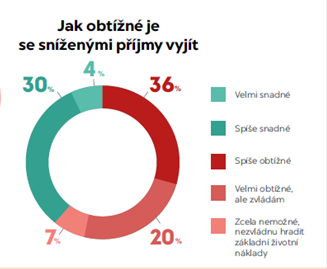 Jak obtížné je
se sníženými příjmy vyjít
4%
30%
36%
7%
20%
Velmi snadné
Spíše snadné
Spíše obtížné
Velmi obtížné,
ale zvládám
Zcela nemožné,
nezvládnu hradit
základní životní
náklady